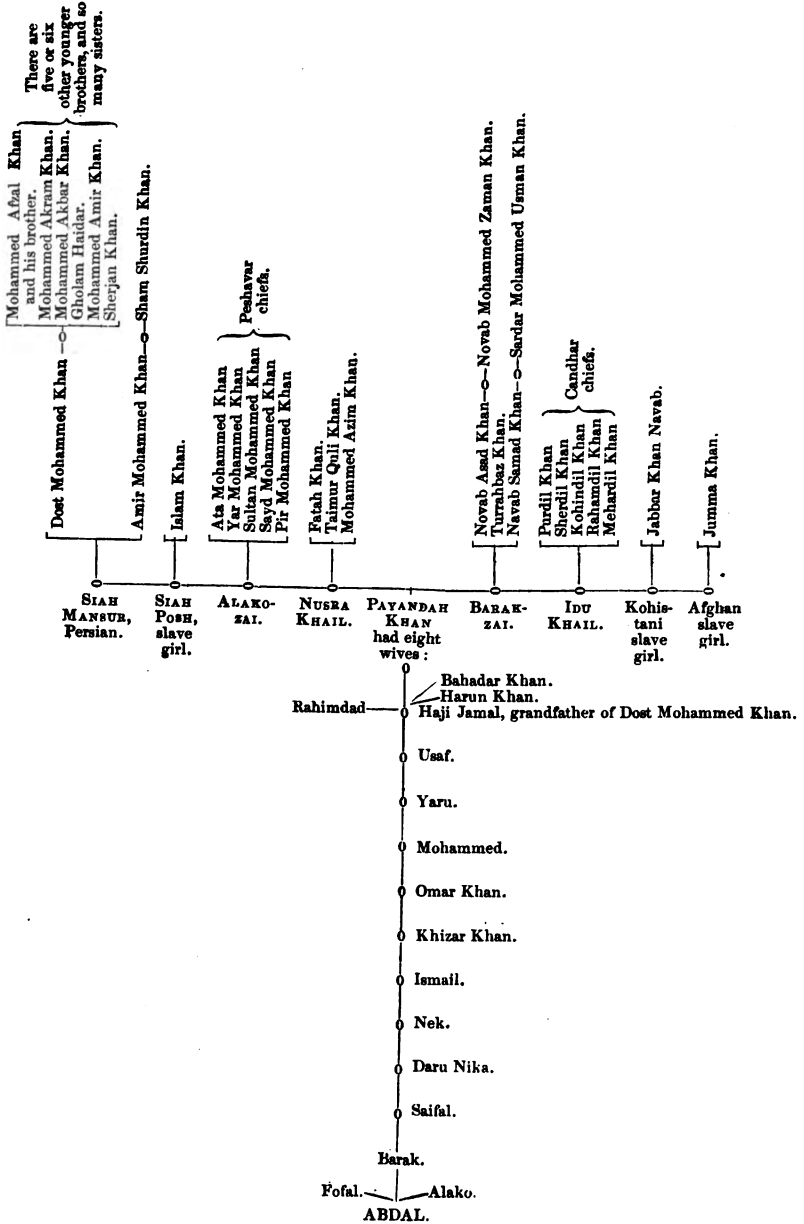 There are
five or six
other younger
brothers, and so
many sisters.
Mohammed Afzal Khan
and his brother.
Mohammed Akram Khan.
Mohammed Akbar Khan.
Gholam Haidar.
Mohammed Amir Khan.
Sherjan Khan.
Dost Mohammed Khan
Amir Mohammed Khan
Sham Shurdin Khan.
Islam Khan.
Peshavar
chiefs.
Ata Mohammed Khan
Yar Mohammed Khan
Sultan Mohammed Khan
Sayd Mohammed Khan
Pir Mohammed Khan
Fatah Khan.
Taimur Quli Khan.
Mohammed Azim Khan.
Novab Asad Khan
Novab Mohammed Zaman Khan.
Turrahbaz Khan.
Navab Samad Khan
Sardar Mohammed Usman Khan.
Candhar
chiefs.
Purdil Khan
Sherdil Khan
Kohindil Khan
Rahamdil Khan
Mehardil Khan
Jabbar Khan Navab.
Jumma Khan.
SIAH
MANSUR,
Persian.
SIAH
POSH,
slave
girl.
ALAKO-
ZAI.
NUSRA
KHAIL.
PAYANDAH
KHAN
had eight
wives:
BARAK-
ZAI.
IDU
KHAIL.
Kohis-
tani
slave
girl.
Afghan
slave
girl.
Bahadar Khan.
Harun Khan.
Rahimdad
Haji Jamal, grandfather of Dost Mohammed Khan.
Usaf.
Yaru.
Mohammed.
Omar Khan.
Khizar Khan.
Ismail.
Nek.
Daru Nika.
Saifal.
Barak.
Fofal.
Alako.
ABDAL.